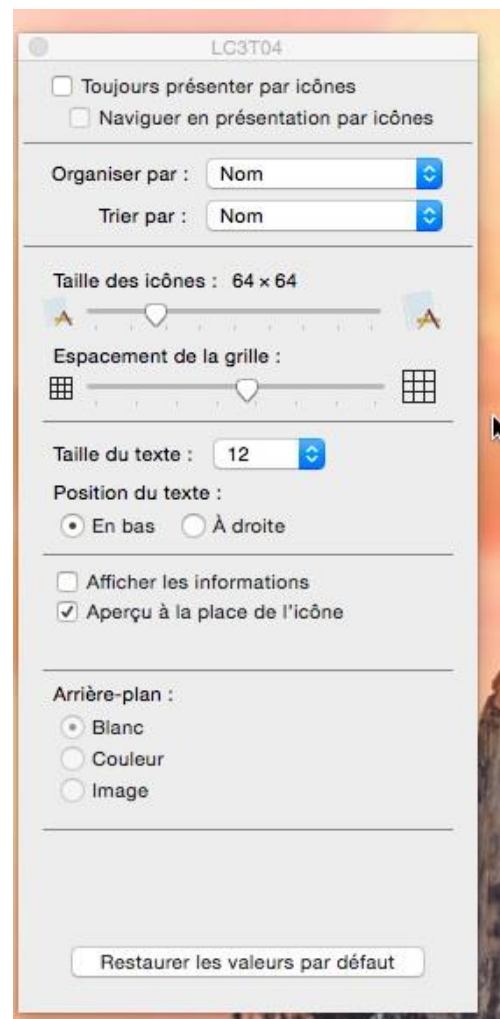 LC3T04
Toujours présenter par icônes
Naviguer en présentation par icônes
Organiser par : Nom
Trier par : Nom
Taille des icônes : 64 × 64
Espacement de la grille :
Taille du texte : 12
Position du texte :
En bas À droite
Afficher les informations
Aperçu à la place de l'icône
Arrière-plan :
Blanc
Couleur
Image
Restaurer les valeurs par défaut